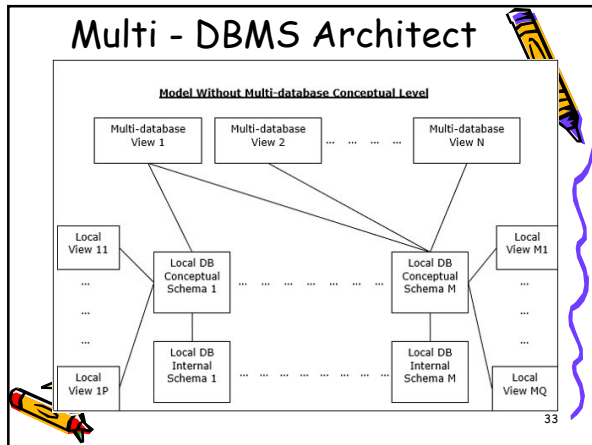 Multi - DBMS Architect
Model Without Multi-database Conceptual Level
Multi-database
View 1
Multi-database
View 2
... ... ... ...
Multi-database
View N
Local
View 11
...
...
...
Local
View 1P
Local DB
Conceptual
Schema 1
... ... ... ... ... ...
Local DB
Conceptual
Schema M
Local
View M1
...
...
...
Local
View MQ
Local DB
Internal
Schema 1
... ... ... ... ... ...
Local DB
Internal
Schema M
33